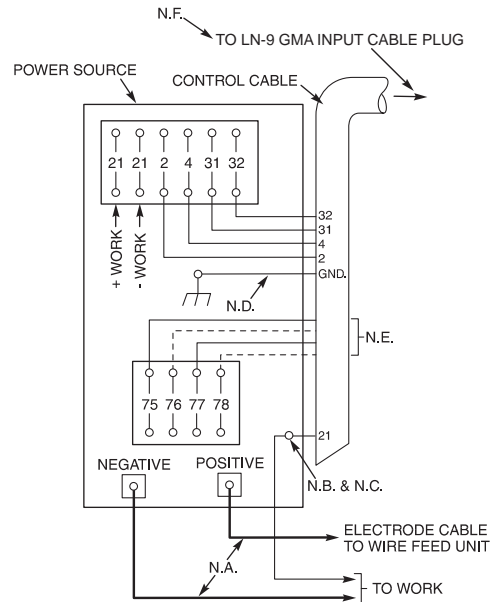 N.F.
TO LN-9 GMA INPUT CABLE PLUG
POWER SOURCE
CONTROL CABLE
21 21 2 4 31 32
+ WORK
- WORK
32
31
4
2
GND.
N.D.
N.E.
75 76 77 78
21
NEGATIVE
POSITIVE
N.B. & N.C.
ELECTRODE CABLE
TO WIRE FEED UNIT
N.A.
TO WORK